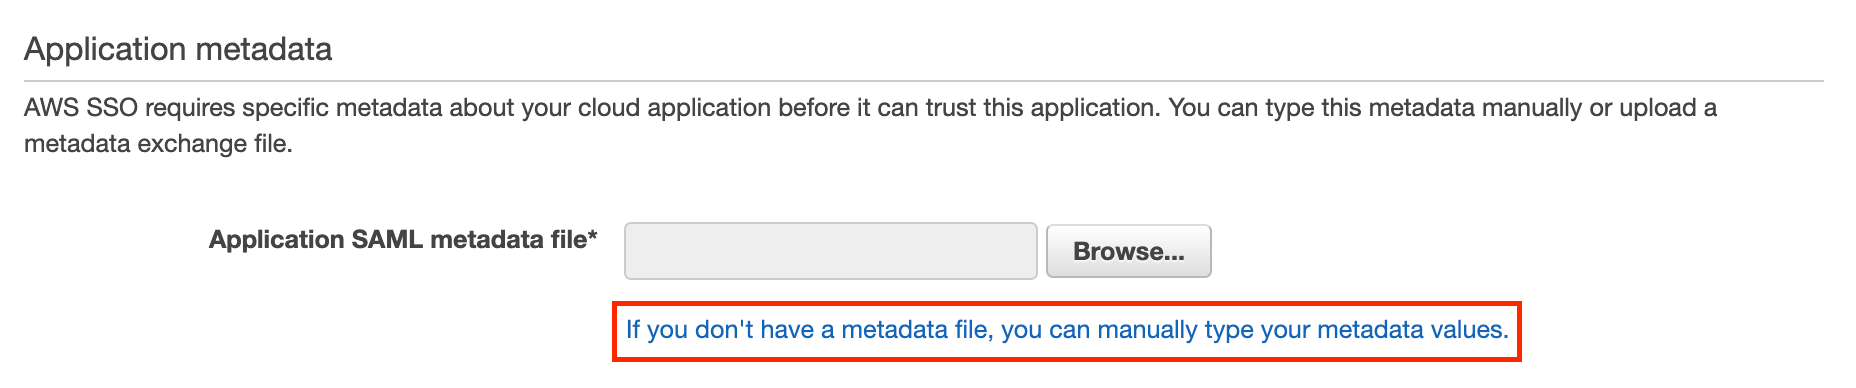 Application metadata
AWS SSO requires specific metadata about your cloud application before it can trust this application. You can type this metadata manually or upload a
metadata exchange file.
Application SAML metadata file*
Browse...
If you don't have a metadata file, you can manually type your metadata values.